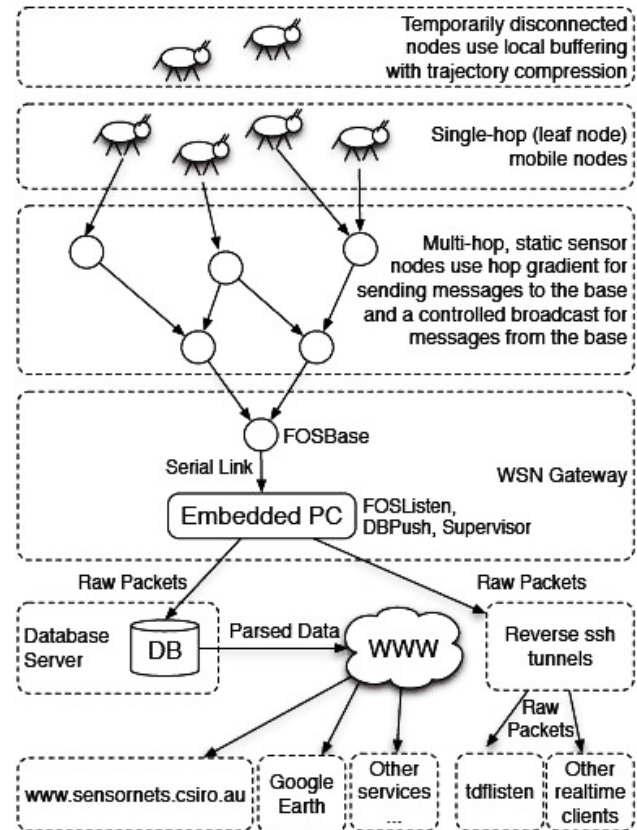 Temporarily disconnected
nodes use local buffering
with trajectory compression
Single-hop (leaf node)
mobile nodes
Multi-hop, static sensor
nodes use hop gradient for
sending messages to the base
and a controlled broadcast for
messages from the base
FOSBase
Serial Link
WSN Gateway
Embedded PC
FOSListen,
DBPush, Supervisor
Raw Packets
Raw Packets
Database
Server
DB
Parsed Data
WWW
Reverse ssh
tunnels
Raw
Packets
www.sensornets.csiro.au
Google
Earth
Other
services
...
tdflisten
Other
realtime
clients